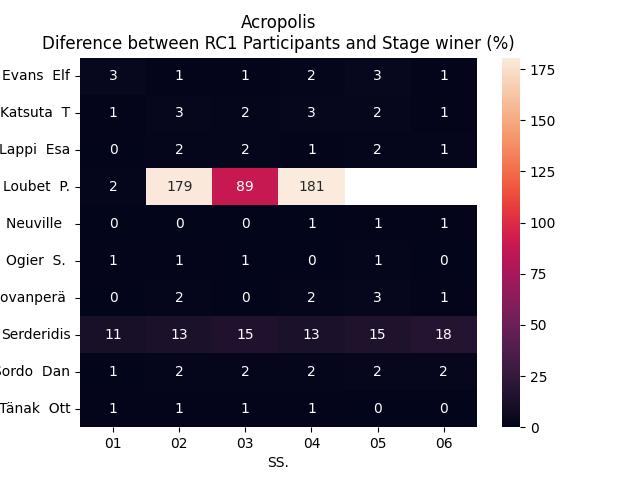 Acropolis
Diference between RC1 Participants and Stage winer (%)
Evans Elf 3 1 1 2 3 1
Katsuta T 1 3 2 3 2 1
Lappi Esa 0 2 2 1 2 1
Loubet P. 2 179 89 181
Neuville 0 0 0 1 1 1
Ogier S. 1 1 1 0 1 0
ovanperä 0 2 0 2 3 1
Serderidis 11 13 15 13 15 18
Sordo Dan 1 2 2 2 2 2
Tänak Ott 1 1 1 1 0 0
01 02 03 04 05 06
SS.
175
150
125
100
75
50
25
0